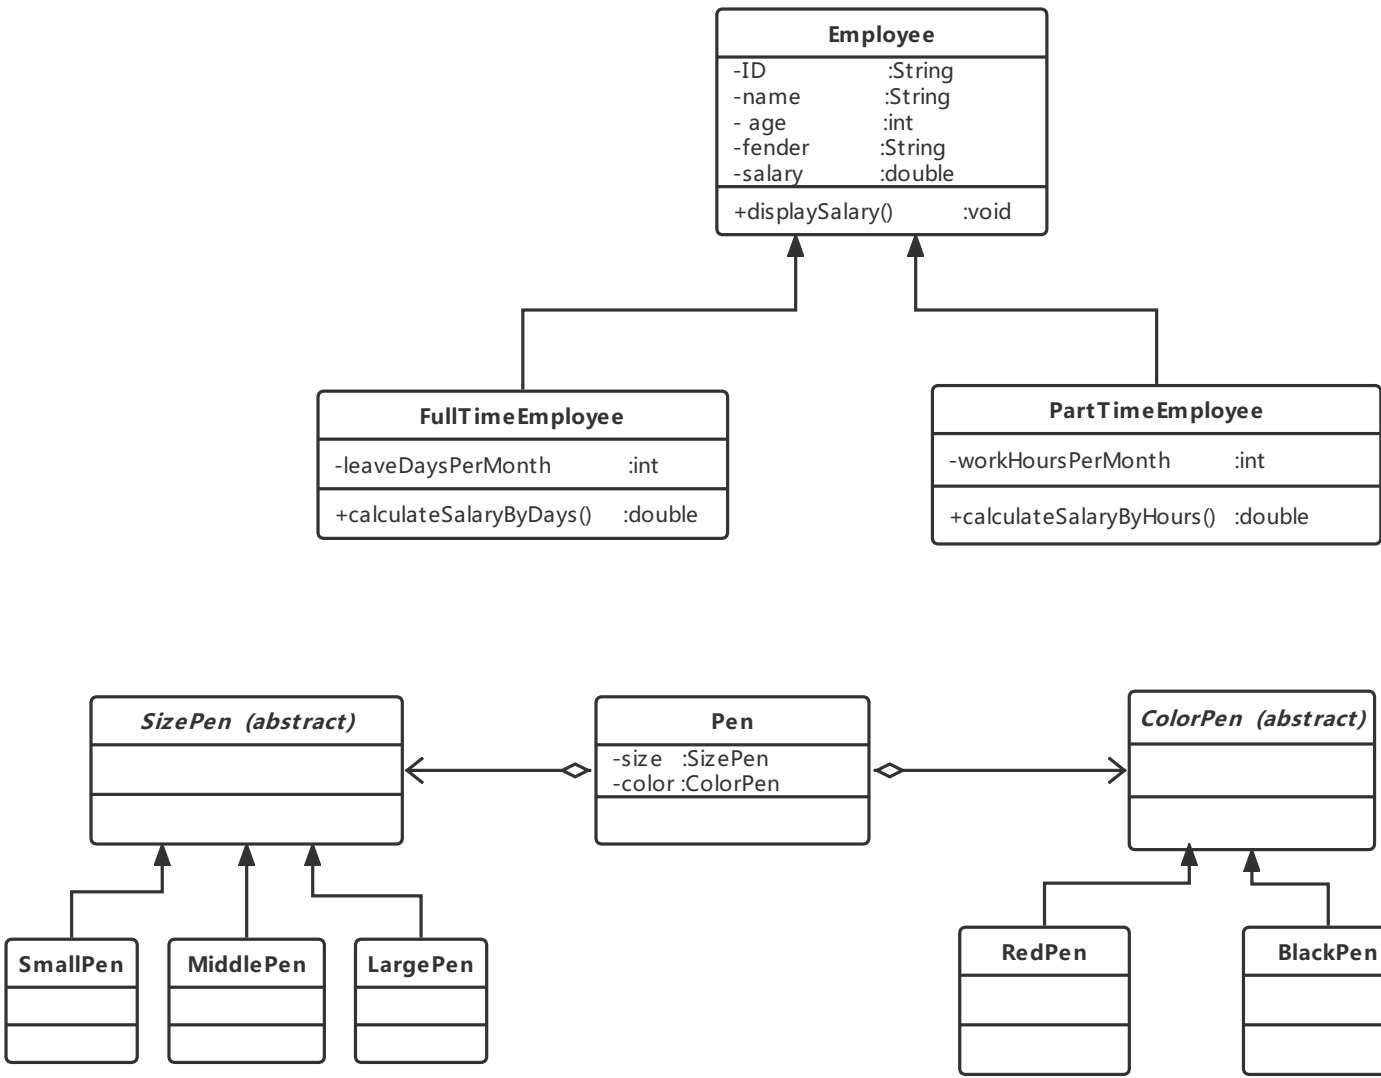 Employee
-ID :String
-name :String
- age :int
-fender :String
-salary :double
+displaySalary() :void
FullTimeEmployee
-leaveDaysPerMonth :int
+calculateSalaryByDays() :double
PartTimeEmployee
-workHoursPerMonth :int
+calculateSalaryByHours() :double
SizePen (abstract)
Pen
-size :SizePen
-color :ColorPen
ColorPen (abstract)
SmallPen
MiddlePen
LargePen
RedPen
BlackPen